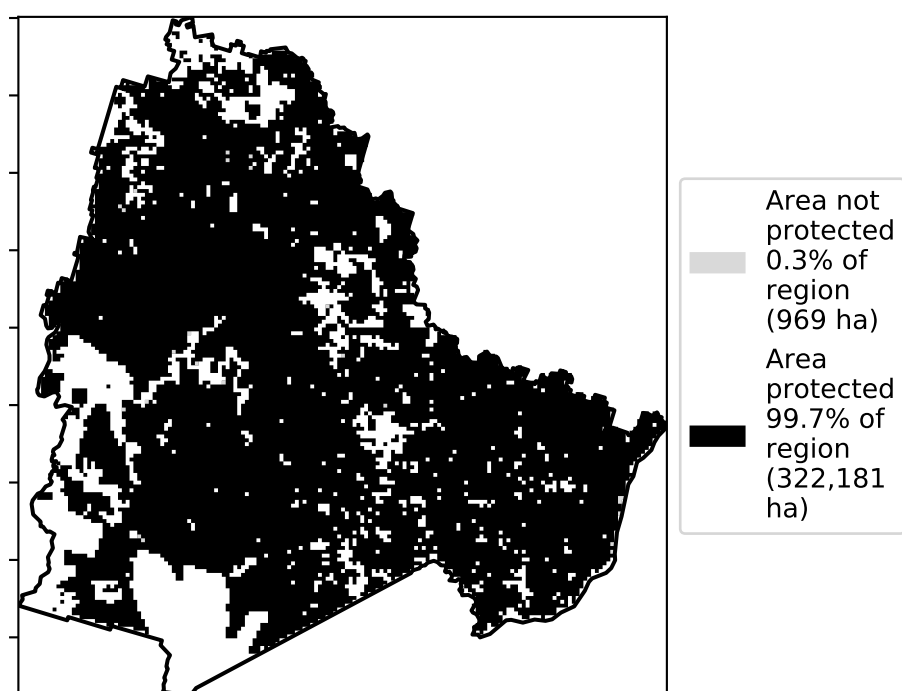 Area not
protected
0.3% of
region
(969 ha)
Area
protected
99.7% of
region
(322,181
ha)